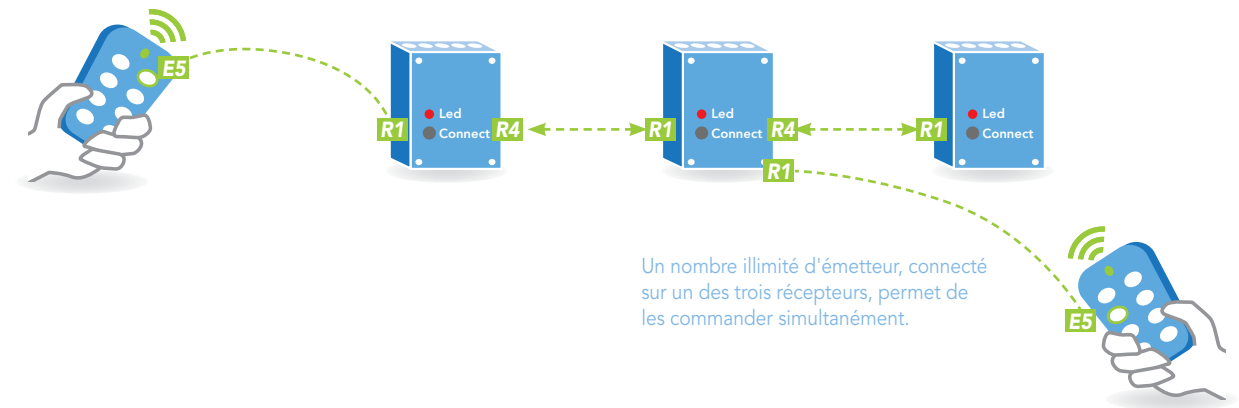 E5
Led
R1
Connect
R4
Led
R1
Connect
R4
R1
Led
R1
Connect
Un nombre illimité d'émetteur, connecté
sur un des trois récepteurs, permet de
les commander simultanément.
E5